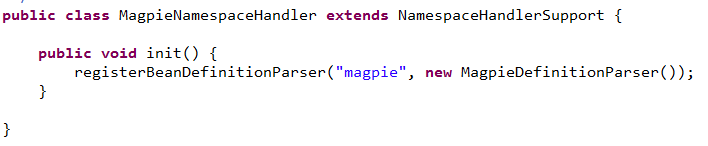 public class MagpieNamespaceHandler extends NamespaceHandlerSupport {
public void init() {
registerBeanDefinitionParser("magpie", new MagpieDefinitionParser());
}
}